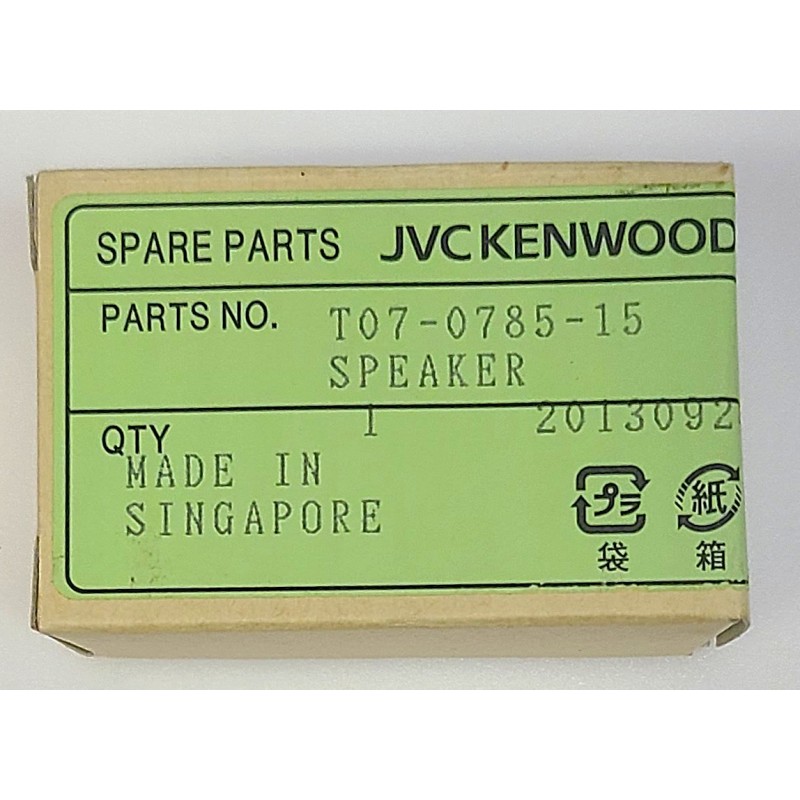 SPARE PARTS JVCKENWOOD
PARTS NO. T07-0785-15
SPEAKER
QTY 1 2013092
MADE IN
SINGAPORE
プラ 紙
袋 箱